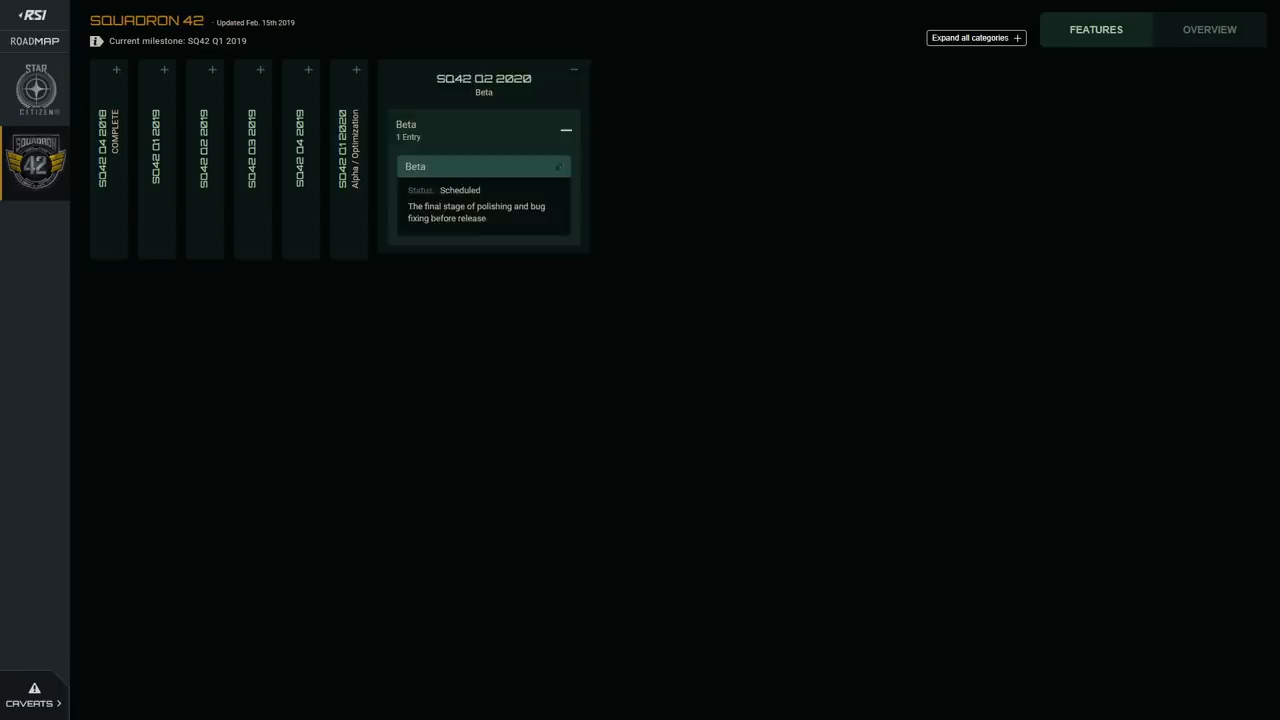 RSI
ROADMAP
STAR
CITIZEN
SQUADRON
42
CAVEATS
SQUADRON 42 - Updated Feb. 15th 2019
Current milestone: SQ42 Q1 2019
Expand all categories +
FEATURES
OVERVIEW
SQ42 Q4 2018
COMPLETE
SQ42 Q1 2019
SQ42 Q2 2019
SQ42 Q3 2019
SQ42 Q4 2019
SQ42 Q1 2020
Alpha / Optimization
SQ42 Q2 2020
Beta
Beta
1 Entry
Beta
Status: Scheduled
The final stage of polishing and bug
fixing before release